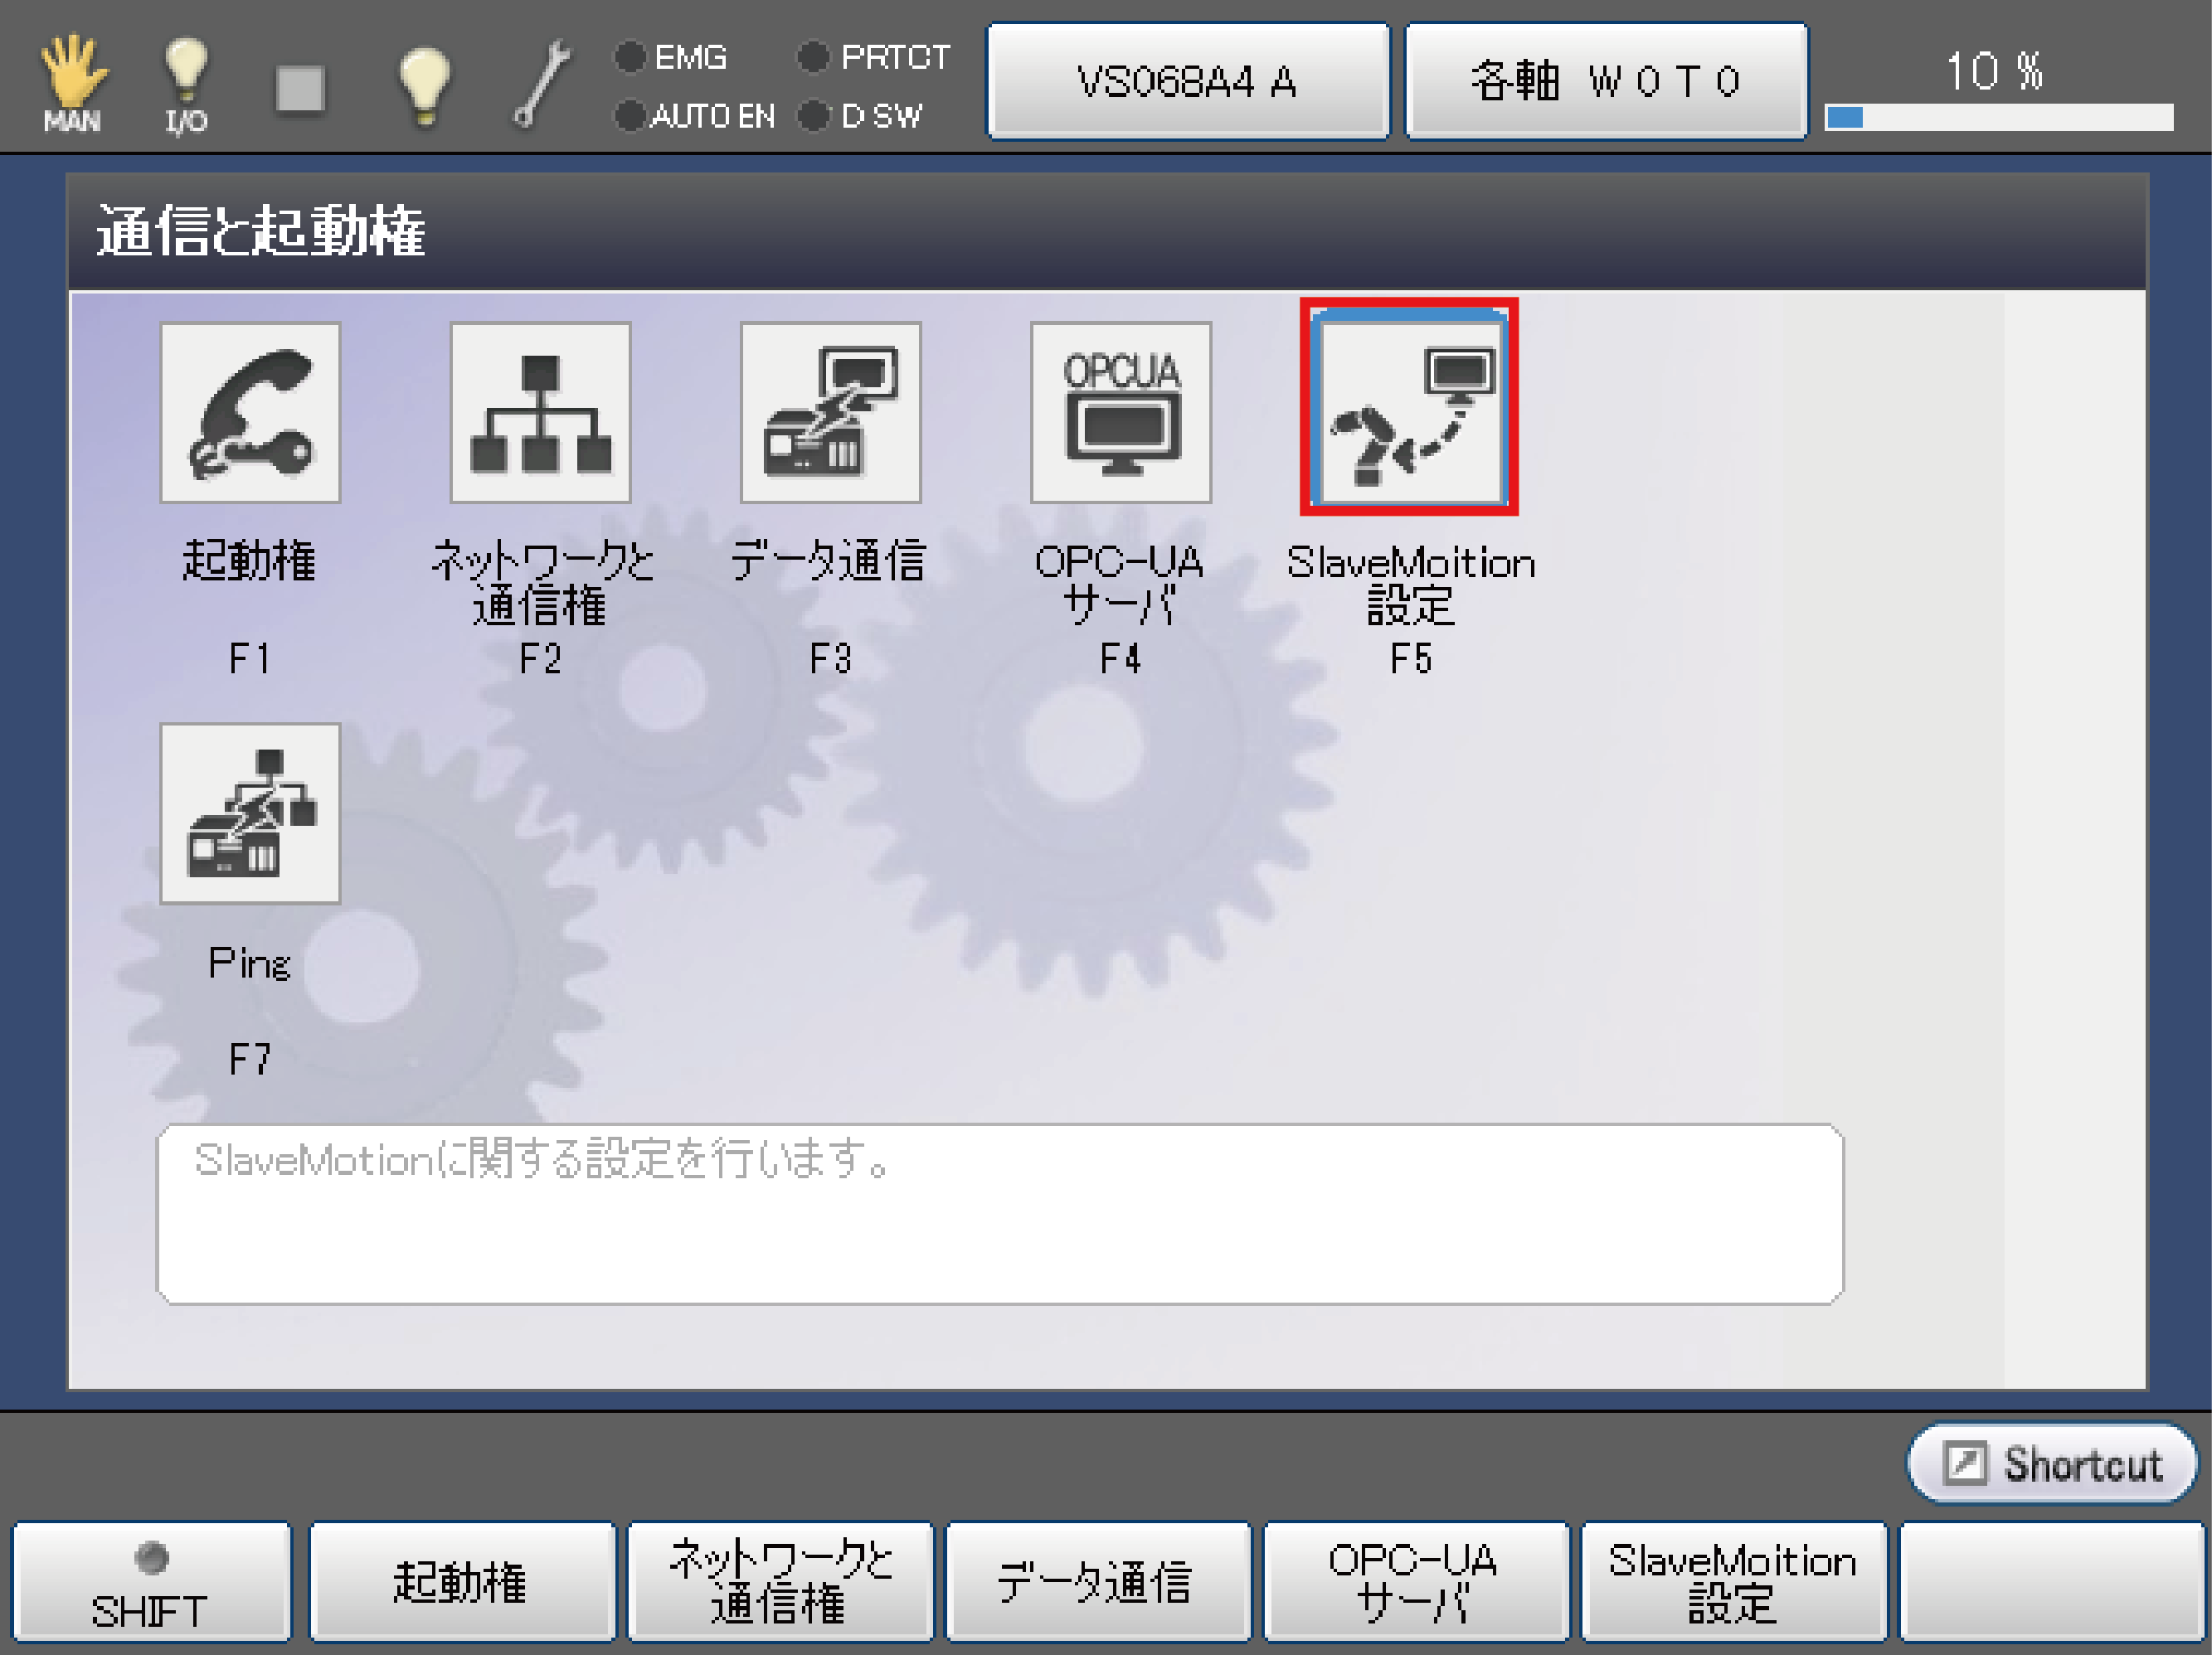 MAN
I/O
EMG
PRTCT
AUTO EN
D SW
VS068A4 A
各軸 W 0 T 0
10 %
通信と起動権
OPCUA
起動権
ネットワークと
通信権
データ通信
OPC-UA
サーバ
SlaveMoition
設定
F1
F2
F3
F4
F5
Ping
F7
SlaveMotionに関する設定を行います。
Shortcut
SHIFT
起動権
ネットワークと
通信権
データ通信
OPC-UA
サーバ
SlaveMoition
設定